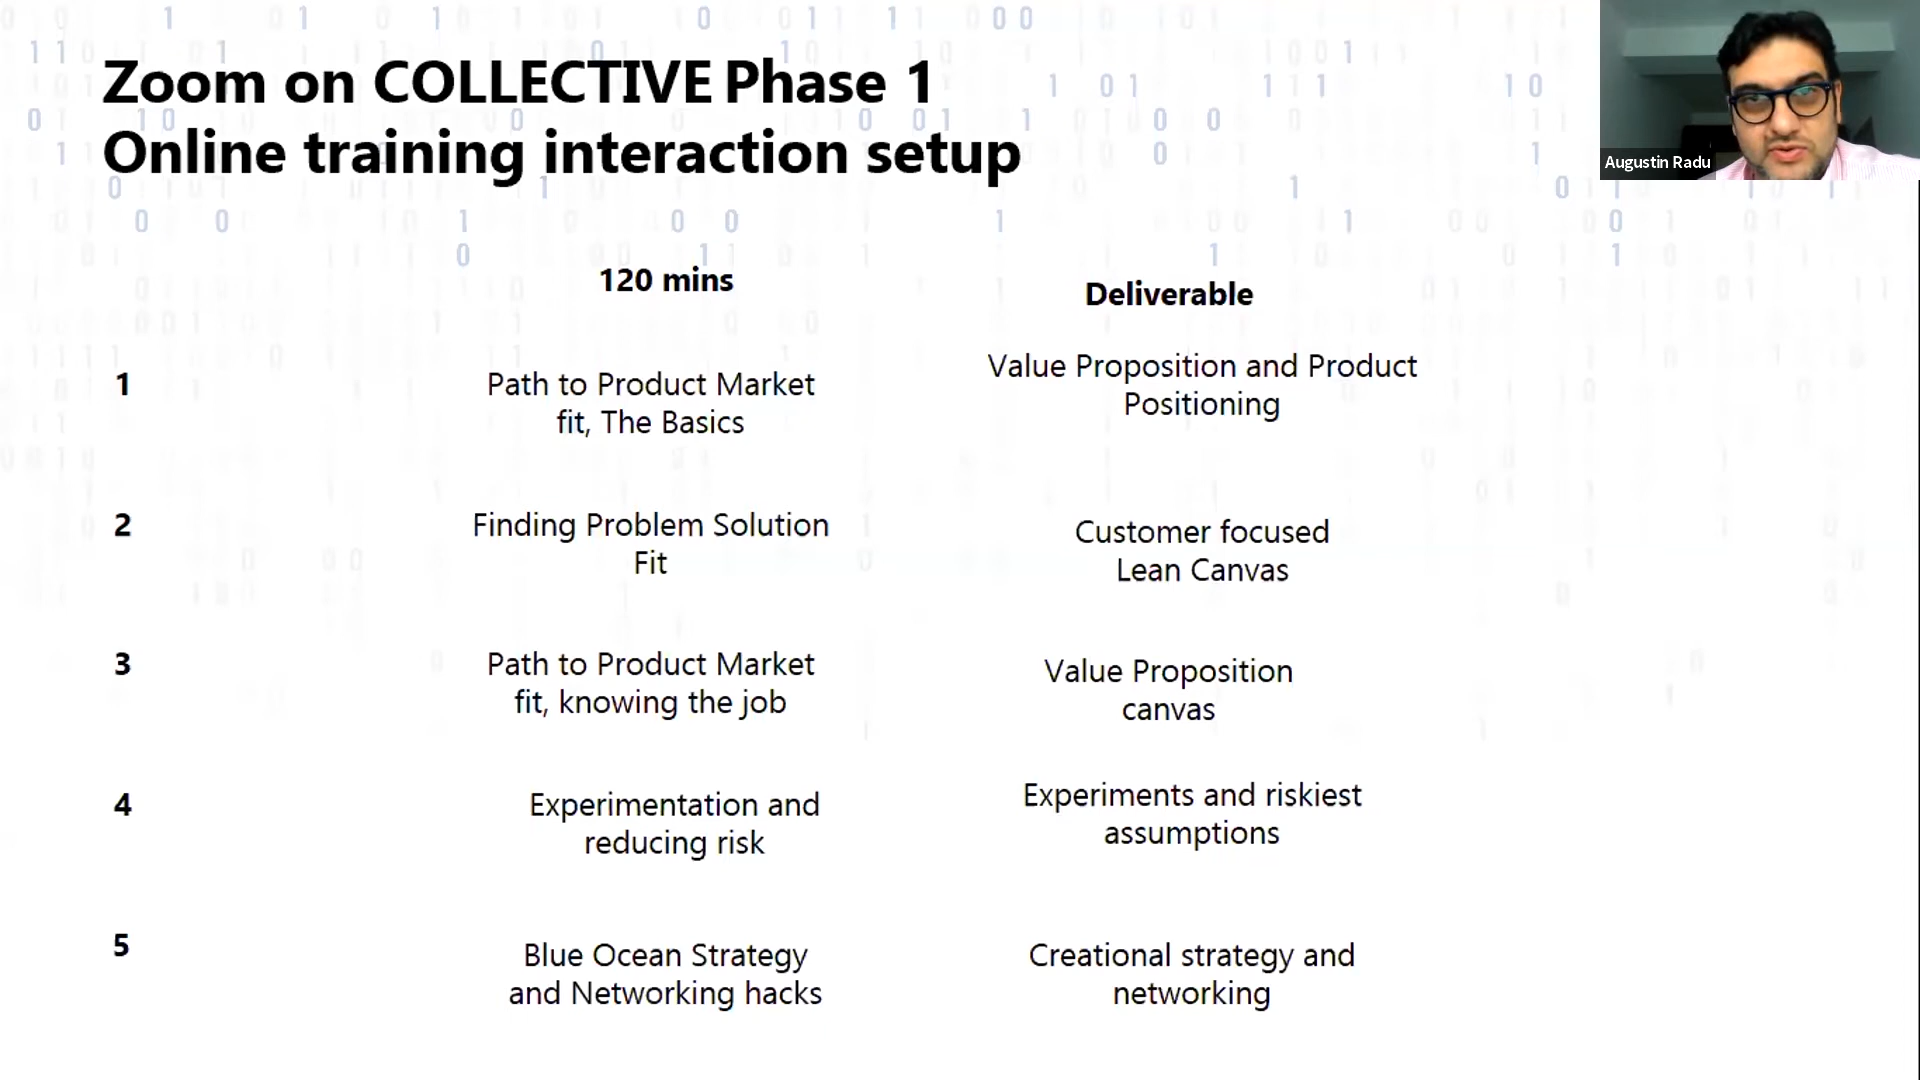 Zoom on COLLECTIVE Phase 1
Online training interaction setup
Augustin Radu
120 mins
Deliverable
1
Path to Product Market
fit, The Basics
Value Proposition and Product
Positioning
2
Finding Problem Solution
Fit
Customer focused
Lean Canvas
3
Path to Product Market
fit, knowing the job
Value Proposition
canvas
4
Experimentation and
reducing risk
Experiments and riskiest
assumptions
5
Blue Ocean Strategy
and Networking hacks
Creational strategy and
networking